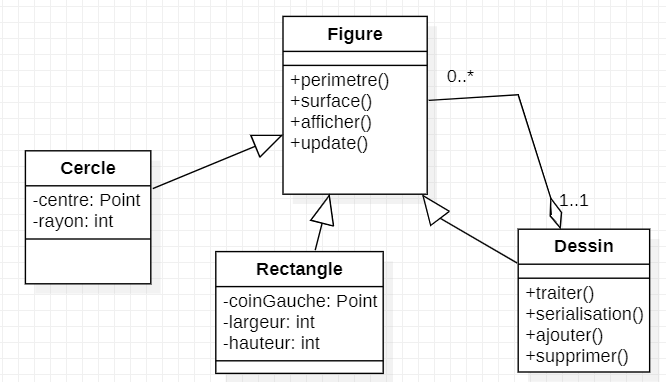 Figure
+perimetre()
+surface()
+afficher()
+update()
0..*
1..1
Cercle
-centre: Point
-rayon: int
Rectangle
-coinGauche: Point
-largeur: int
-hauteur: int
Dessin
+traiter()
+serialisation()
+ajouter()
+supprimer()